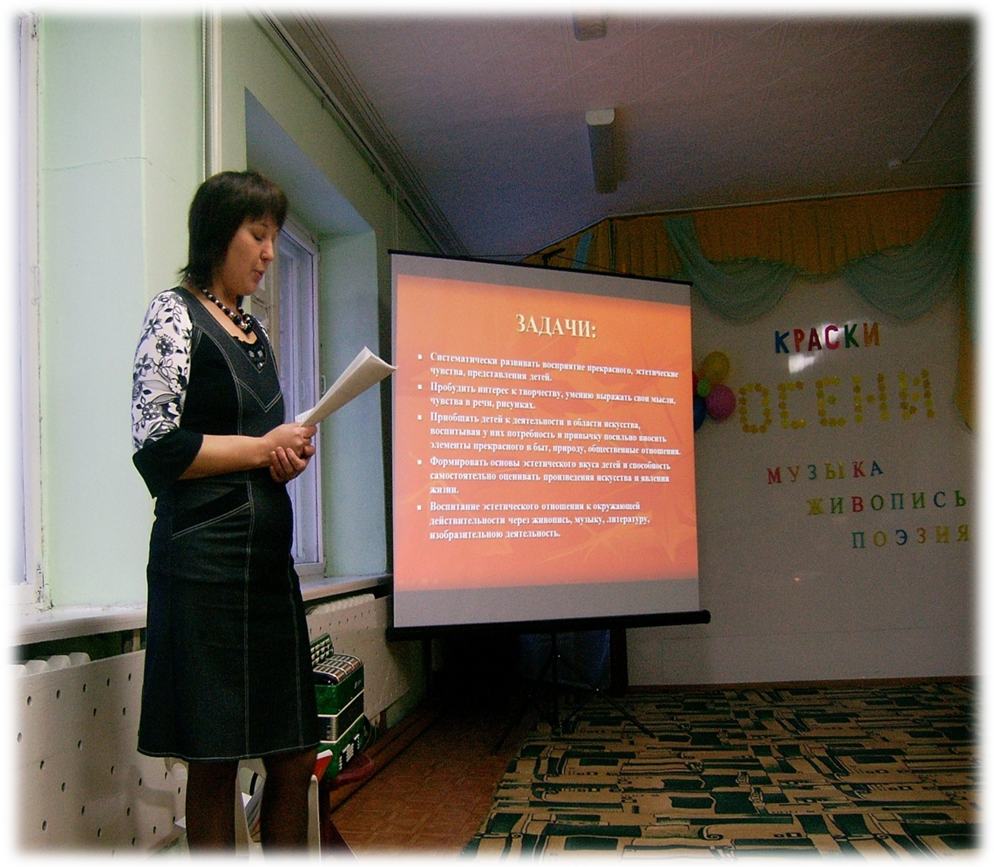 ЗАДАЧИ:
Систематически развивать восприятие прекрасного, эстетические
чувства, представления детей.
Пробудить интерес к творчеству, умению выражать свои мысли,
чувства в речи, рисунках.
Приобщать детей к деятельности в области искусства,
воспитывая у них потребность и привычку посильно вносить
элементы прекрасного в быт, природу, общественные отношения.
Формировать основы эстетического вкуса детей и способность
самостоятельно оценивать произведения искусства и явления
жизни.
Воспитание эстетического отношения к окружающей
действительности через живопись, музыку, литературу,
изобразительною деятельность.
КРАСКИ
ОСЕНИ
МУЗЫКА
ЖИВОПИСЬ
ПОЭЗИЯ